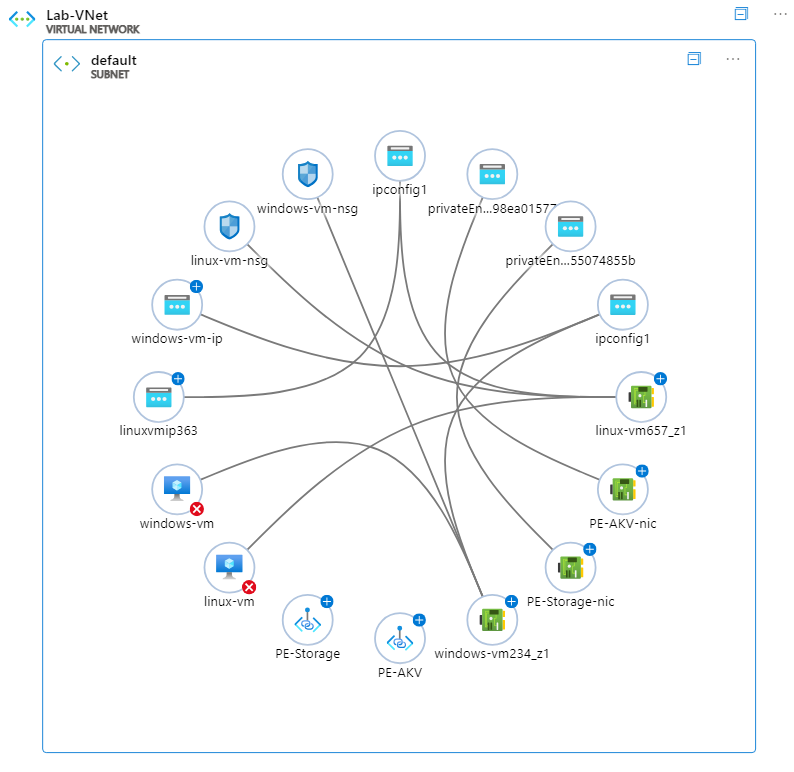 Lab-VNet
VIRTUAL NETWORK
default
SUBNET
ipconfig1
windows-vm-nsg
privateEn...98ea01577
linux-vm-nsg
privateEn...55074855b
windows-vm-ip
ipconfig1
linuxvmip363
linux-vm657_z1
windows-vm
PE-AKV-nic
linux-vm
PE-Storage-nic
PE-Storage
windows-vm234_z1
PE-AKV